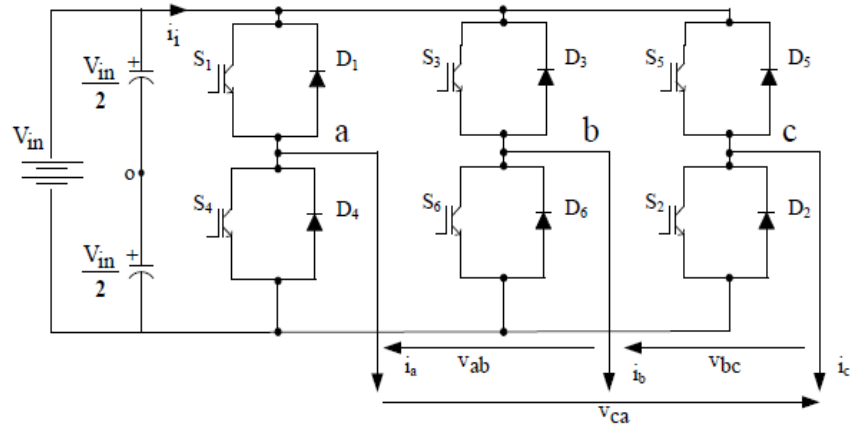 i_i
V_in/2 +
S_1 D_1
S_3 D_3
S_5 D_5
V_in
a
b
c
o
V_in/2 +
S_4 D_4
S_6 D_6
S_2 D_2
i_a
v_ab
i_b
v_bc
i_c
v_ca